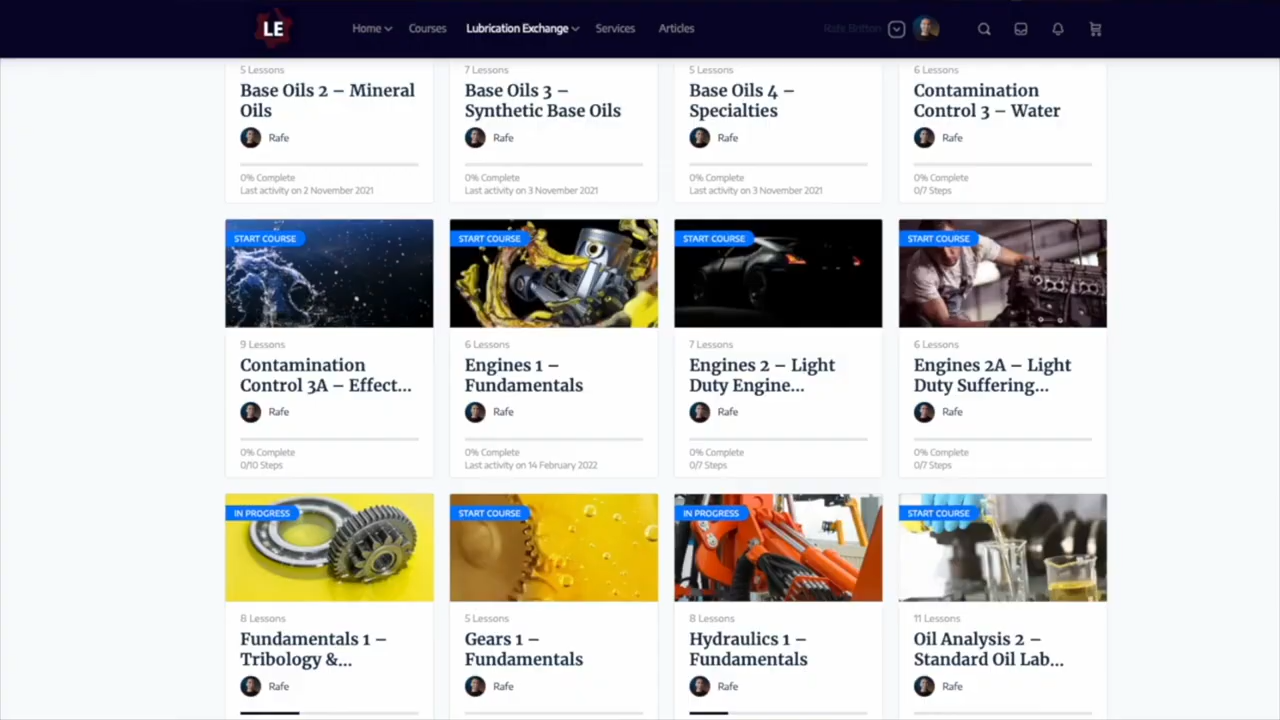 LE
Home
Courses
Lubrication Exchange
Services
Articles
Rafe Britten
5 Lessons
Base Oils 2 – Mineral
Oils
Rafe
0% Complete
Last activity on 2 November 2021
7 Lessons
Base Oils 3 –
Synthetic Base Oils
Rafe
0% Complete
Last activity on 3 November 2021
5 Lessons
Base Oils 4 –
Specialties
Rafe
0% Complete
Last activity on 3 November 2021
6 Lessons
Contamination
Control 3 – Water
Rafe
0% Complete
0/7 Steps
START COURSE
9 Lessons
Contamination
Control 3A – Effect...
Rafe
0% Complete
0/10 Steps
START COURSE
6 Lessons
Engines 1 –
Fundamentals
Rafe
0% Complete
Last activity on 14 February 2022
START COURSE
7 Lessons
Engines 2 – Light
Duty Engine...
Rafe
0% Complete
0/7 Steps
START COURSE
6 Lessons
Engines 2A – Light
Duty Suffering...
Rafe
0% Complete
0/7 Steps
IN PROGRESS
8 Lessons
Fundamentals 1 –
Tribology &...
Rafe
START COURSE
5 Lessons
Gears 1 –
Fundamentals
Rafe
IN PROGRESS
8 Lessons
Hydraulics 1 –
Fundamentals
Rafe
START COURSE
11 Lessons
Oil Analysis 2 –
Standard Oil Lab...
Rafe